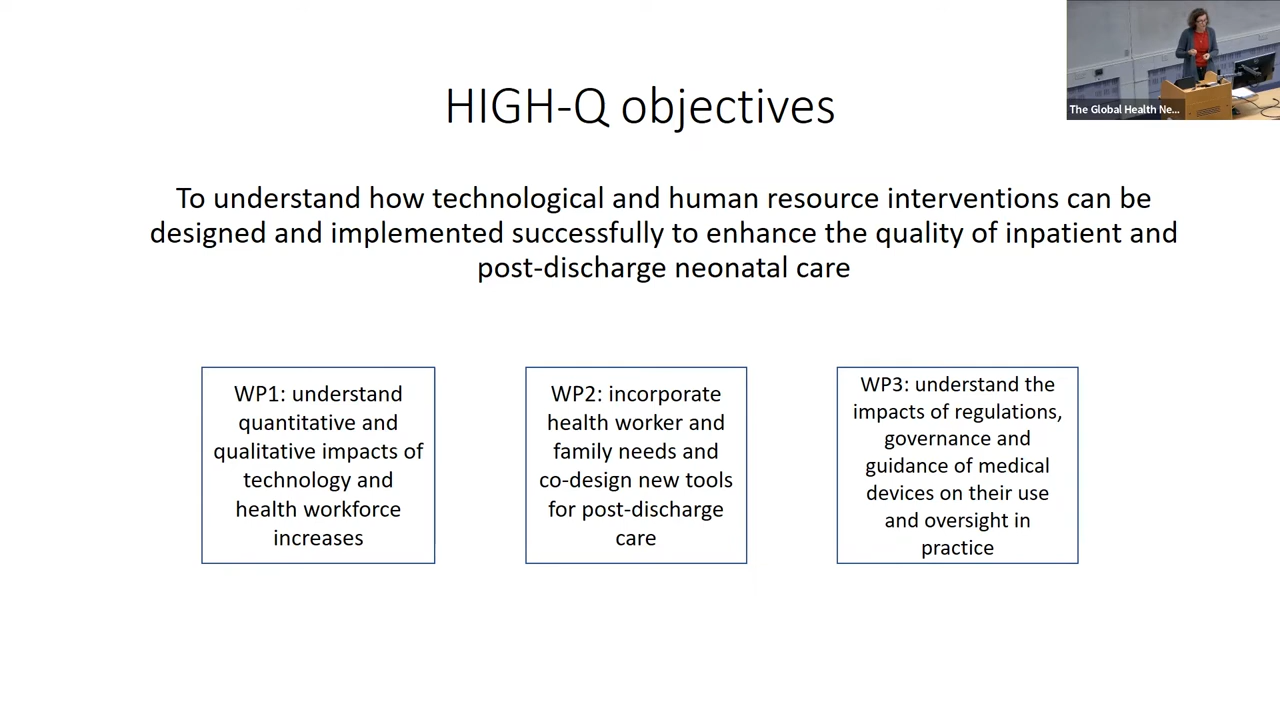 The Global Health Ne...
HIGH-Q objectives
To understand how technological and human resource interventions can be
designed and implemented successfully to enhance the quality of inpatient and
post-discharge neonatal care
WP1: understand
quantitative and
qualitative impacts of
technology and
health workforce
increases
WP2: incorporate
health worker and
family needs and
co-design new tools
for post-discharge
care
WP3: understand the
impacts of regulations,
governance and
guidance of medical
devices on their use
and oversight in
practice